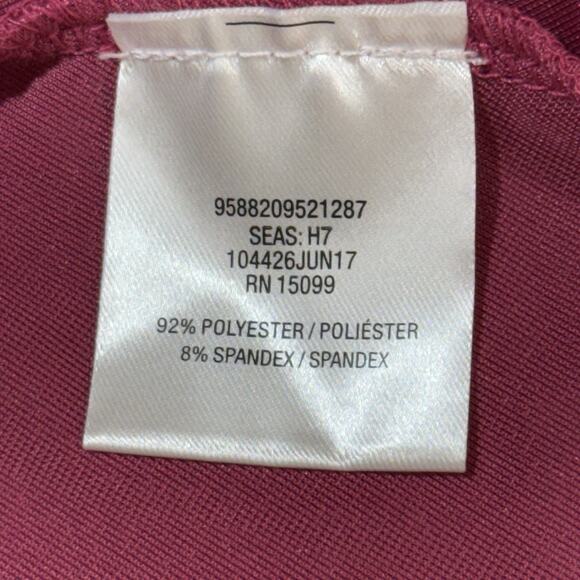 9588209521287
SEAS: H7
104426JUN17
RN 15099
92% POLYESTER / POLIÉSTER
8% SPANDEX / SPANDEX